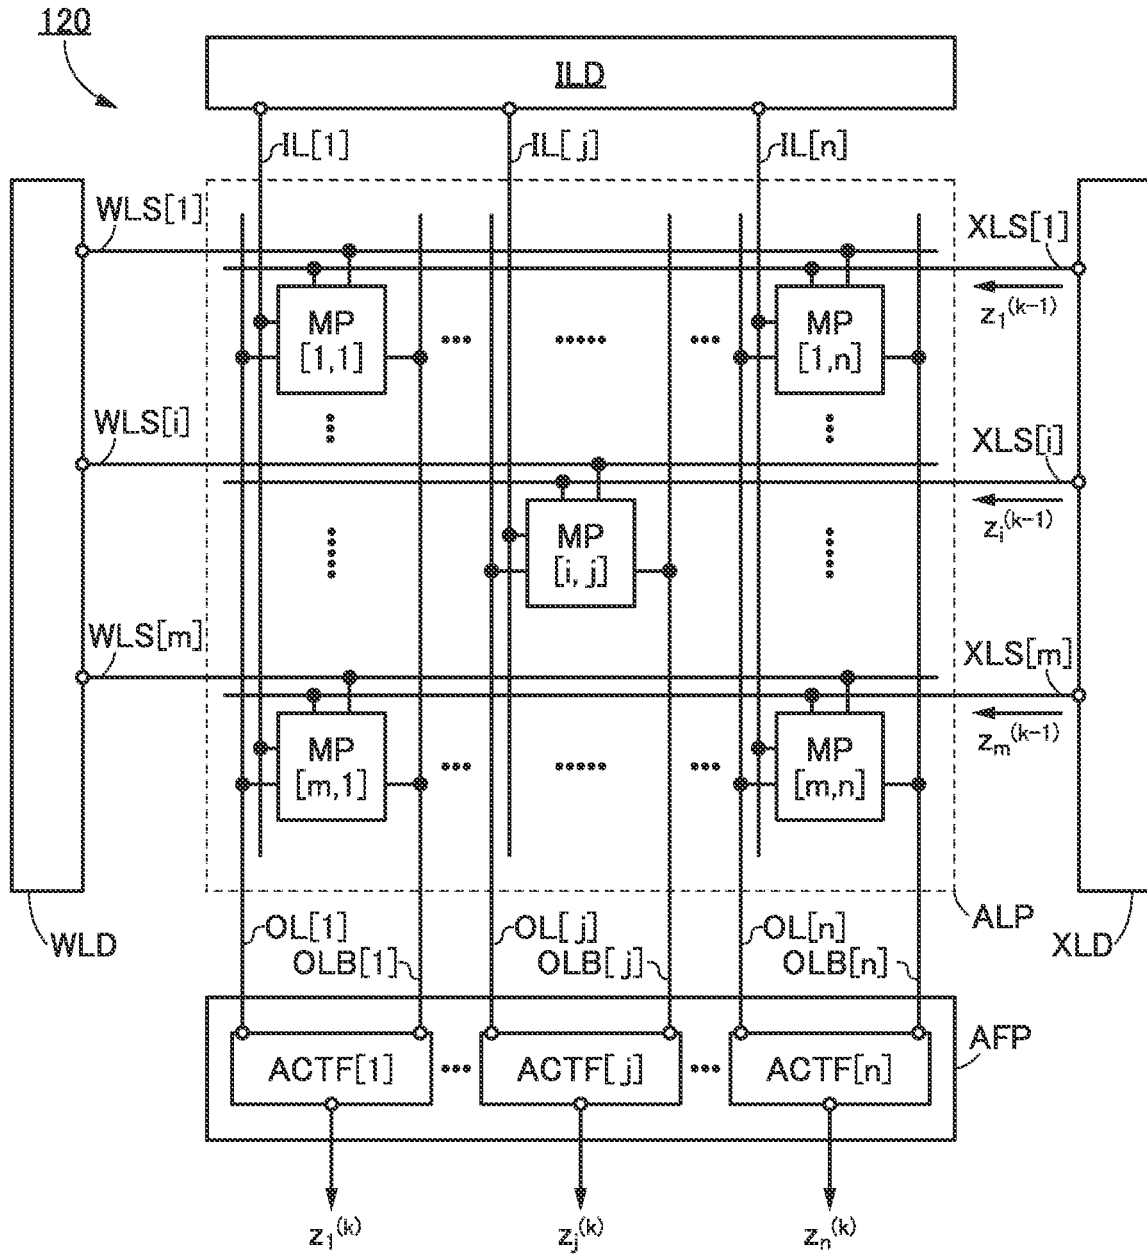 120
ILD
IL[1]
IL[j]
IL[n]
WLS[1]
XLS[1]
z1(k-1)
MP
[1,1]
MP
[1,n]
WLS[i]
XLS[i]
zi(k-1)
MP
[i,j]
WLS[m]
XLS[m]
zm(k-1)
MP
[m,1]
MP
[m,n]
WLD
OL[1]
OLB[1]
OL[j]
OLB[j]
OL[n]
OLB[n]
ALP
XLD
ACTF[1]
ACTF[j]
ACTF[n]
AFP
z1(k)
zj(k)
zn(k)